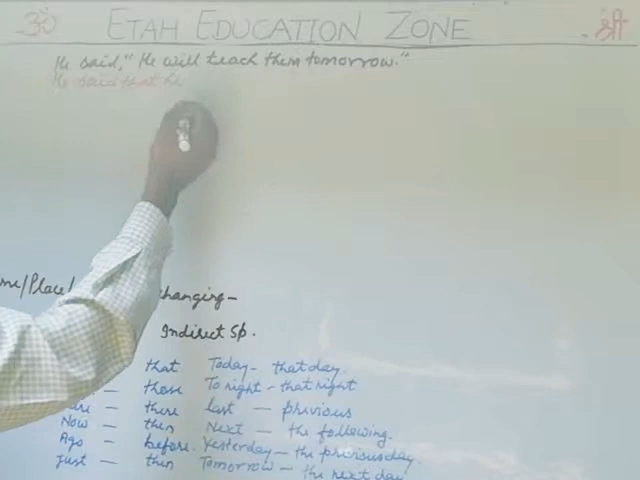 ॐ ETAH EDUCATION ZONE श्री
He said, "He will teach them tomorrow."
He said that he
me/Place/ changing-
Indirect Sp.
that Today - that day.
— those To night - that night
— there last — previous
Now — then Next — the following.
Ago — before. Yesterday - the previous day.
Just — then Tomorrow - the next day